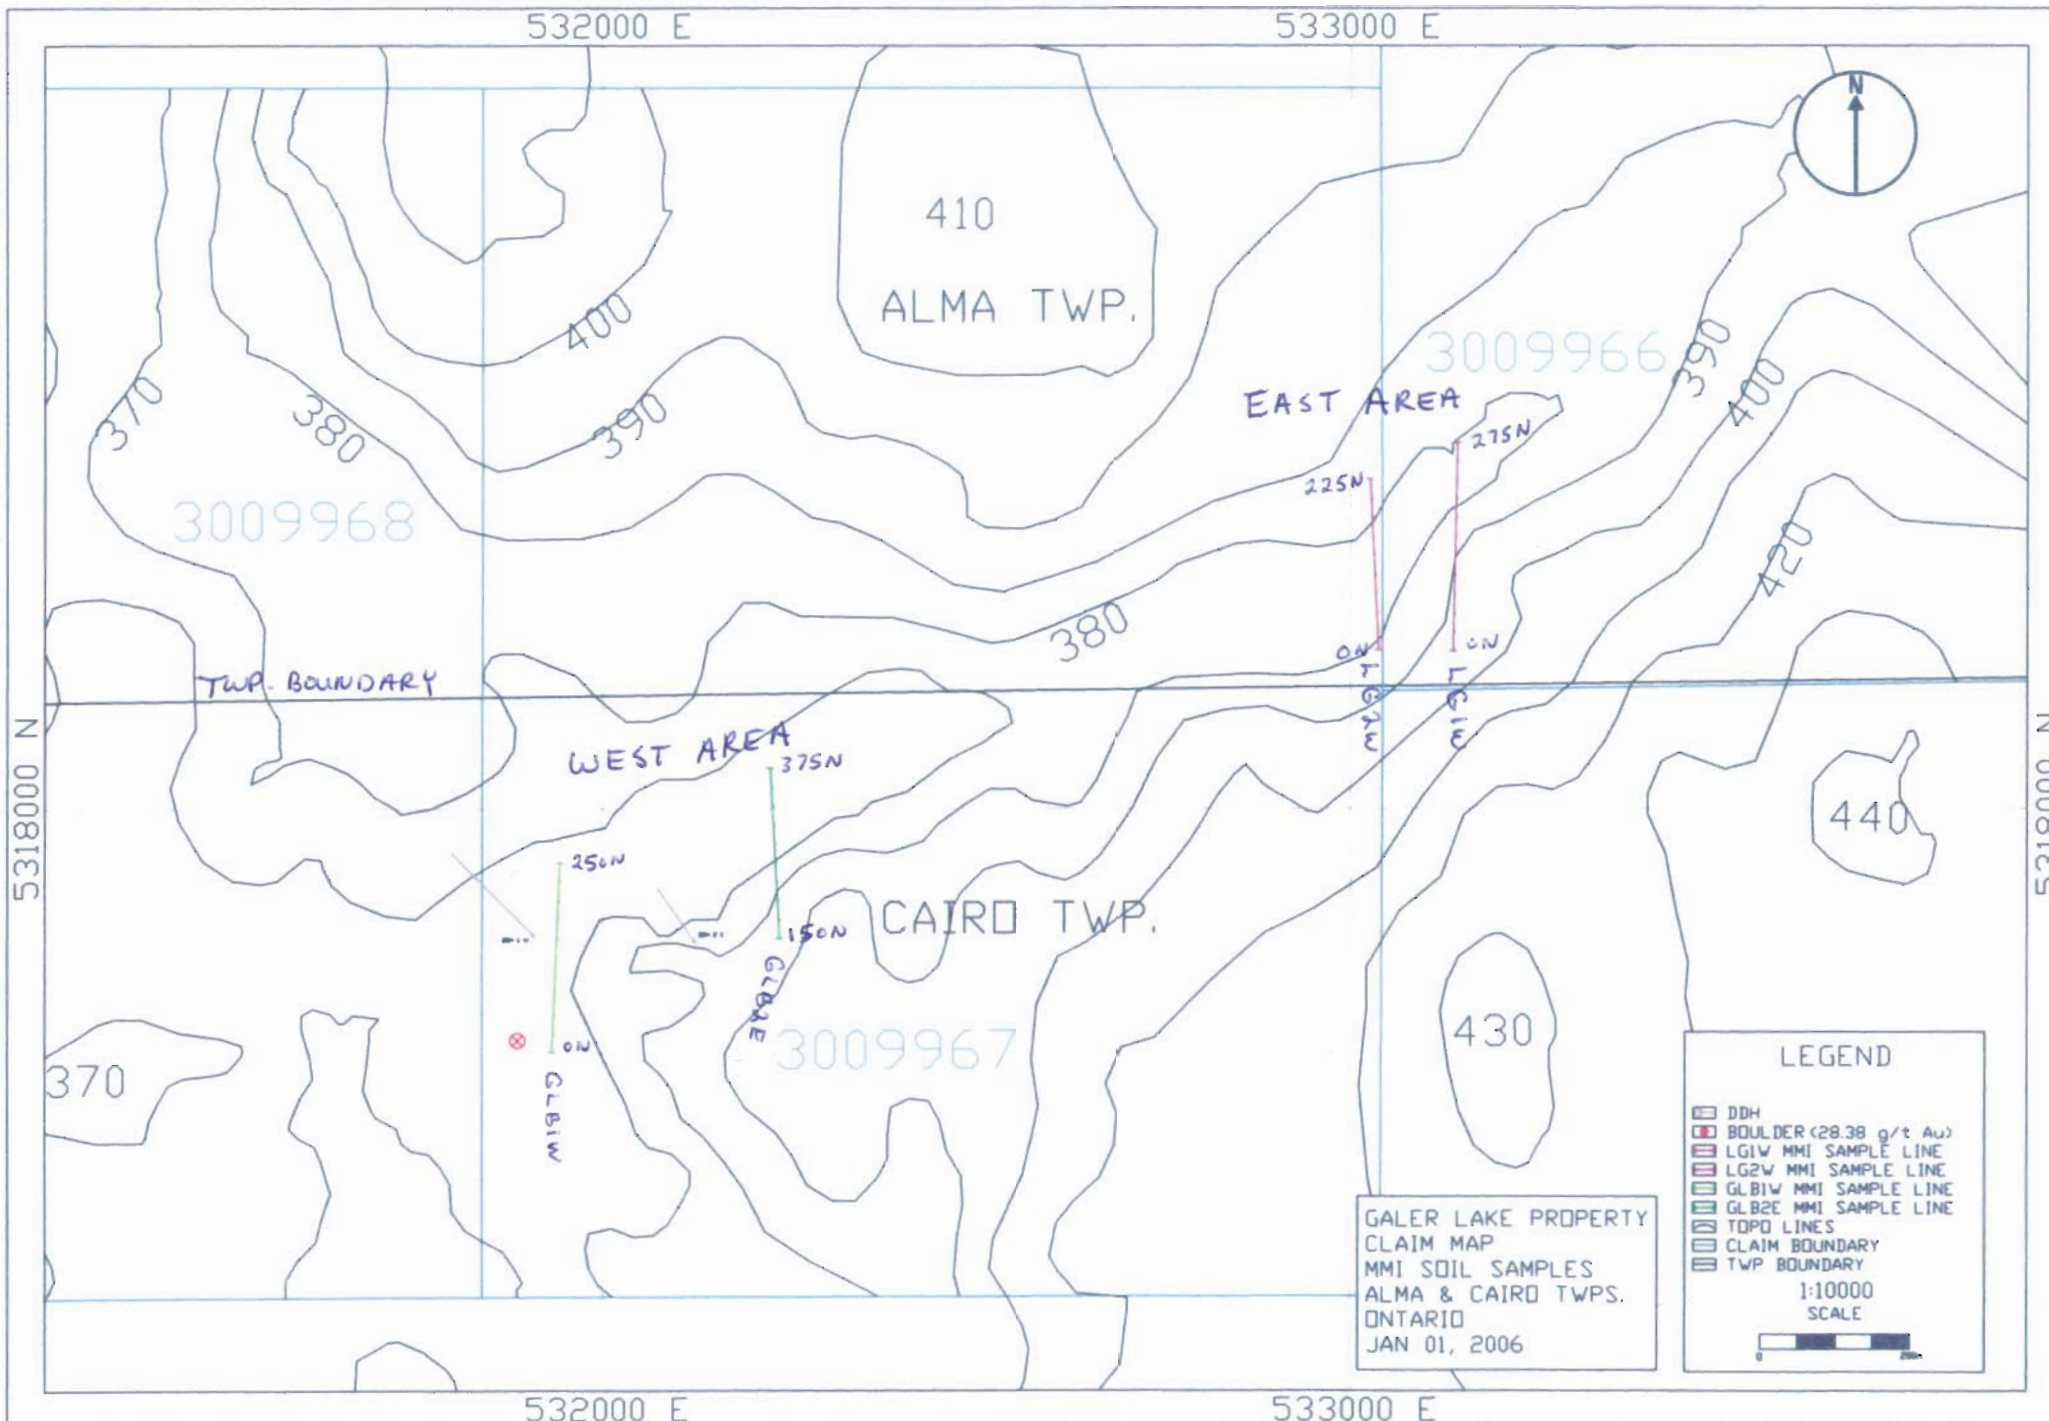 532000 E
533000 E
N
410
ALMA TWP.
400
3009966
390
400
370
380
390
EAST AREA
275N
225N
3009968
420
380
0N
0N
TWP. BOUNDARY
LG2W
LG1W
WEST AREA
375N
5318000 N
5318000 N
440
250N
CAIRO TWP.
150N
GLB2E
430
3009967
370
0N
GLB1W
LEGEND
DDH
BOULDER (28.38 g/t Au)
LG1W MMI SAMPLE LINE
LG2W MMI SAMPLE LINE
GLB1W MMI SAMPLE LINE
GLB2E MMI SAMPLE LINE
TOPO LINES
CLAIM BOUNDARY
TWP BOUNDARY
1:10000
SCALE
0
200m
GALER LAKE PROPERTY
CLAIM MAP
MMI SOIL SAMPLES
ALMA & CAIRO TWPS.
ONTARIO
JAN 01, 2006
532000 E
533000 E